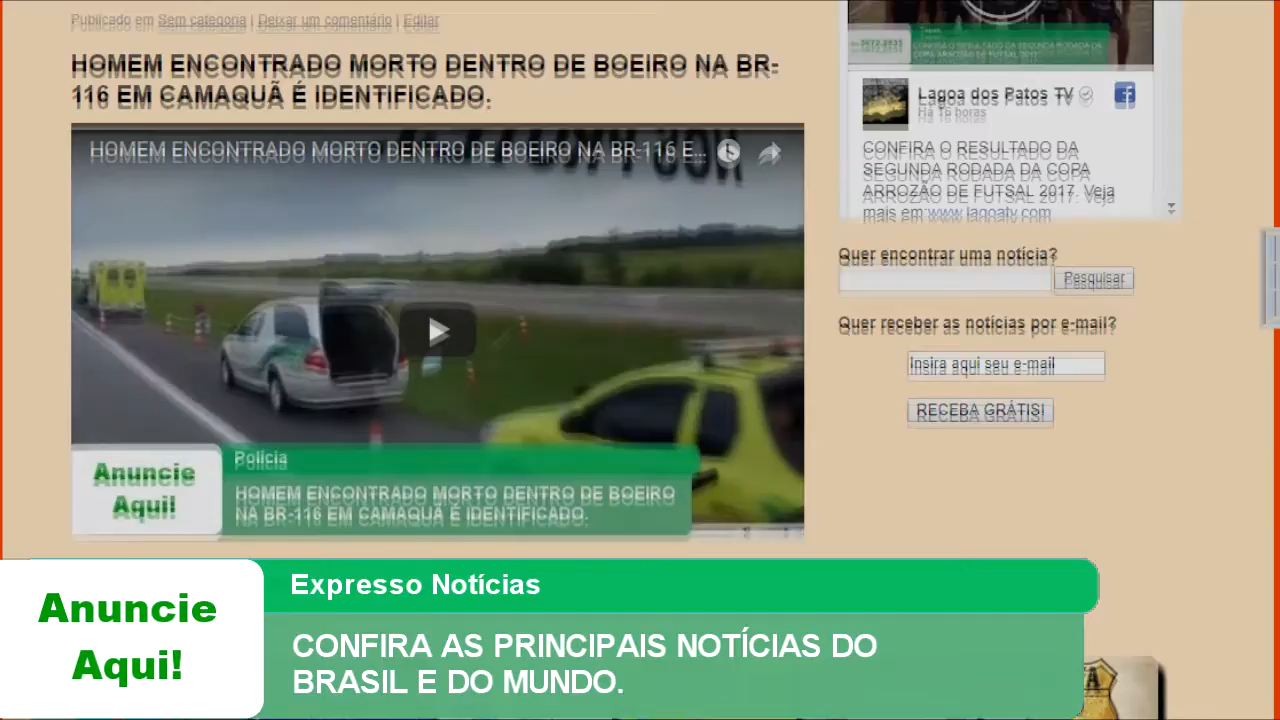 Publicado em Sem categoria | Deixar um comentário | Editar
HOMEM ENCONTRADO MORTO DENTRO DE BOEIRO NA BR-
116 EM CAMAQUÃ É IDENTIFICADO.
HOMEM ENCONTRADO MORTO DENTRO DE BOEIRO NA BR-116 E...
Polícia
Anuncie
Aqui!
HOMEM ENCONTRADO MORTO DENTRO DE BOEIRO
NA BR-116 EM CAMAQUÃ É IDENTIFICADO.
Lagoa dos Patos TV
Há 16 horas
CONFIRA O RESULTADO DA
SEGUNDA RODADA DA COPA
ARROZÃO DE FUTSAL 2017. Veja
mais em:www.lagoatv.com
Quer encontrar uma notícia?
Pesquisar
Quer receber as notícias por e-mail?
Insira aqui seu e-mail
RECEBA GRÁTIS!
Expresso Notícias
Anuncie
Aqui!
CONFIRA AS PRINCIPAIS NOTÍCIAS DO
BRASIL E DO MUNDO.